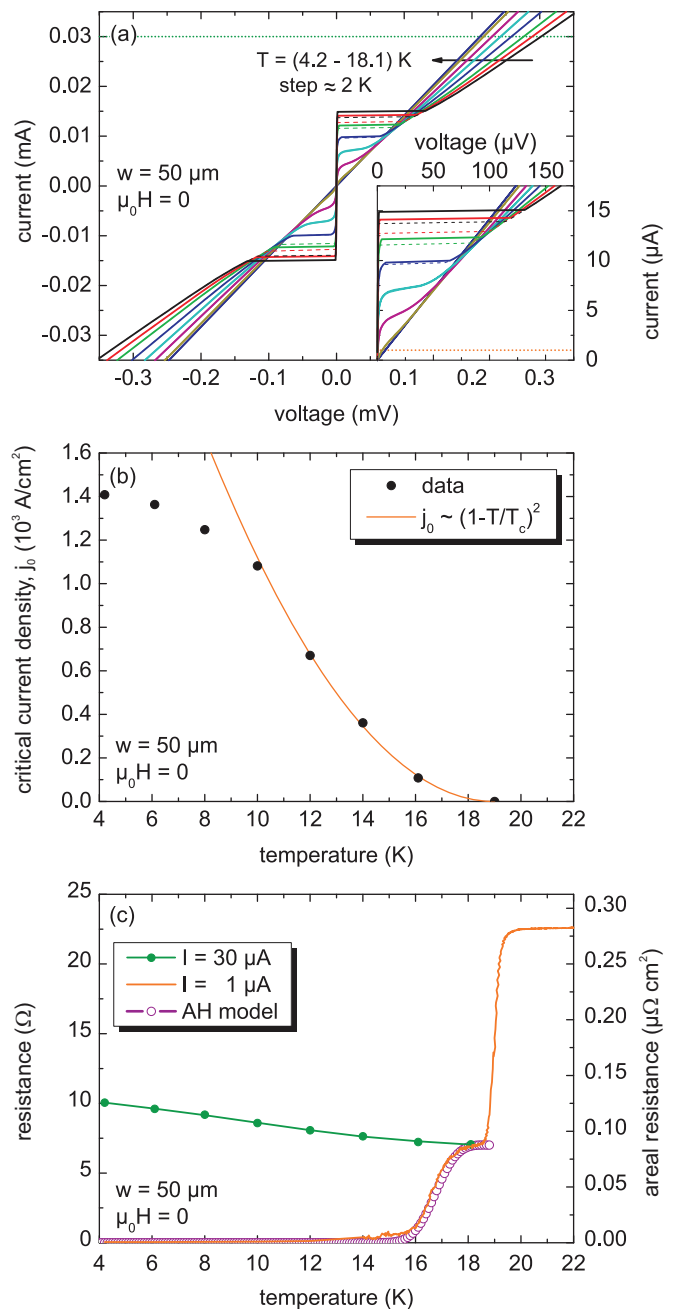 (a)
T = (4.2 - 18.1) K
step ≈ 2 K
w = 50 µm
µ₀H = 0
current (mA)
0.03
0.02
0.01
0.00
-0.01
-0.02
-0.03
-0.3 -0.2 -0.1 0.0 0.1 0.2 0.3
voltage (mV)
voltage (µV)
0 50 100 150
15
10
5
0
current (µA)
(b)
data
j₀ ~ (1-T/T_c)²
critical current density, j₀ (10³ A/cm²)
1.6
1.4
1.2
1.0
0.8
0.6
0.4
0.2
0.0
w = 50 µm
µ₀H = 0
4 6 8 10 12 14 16 18 20 22
temperature (K)
(c)
I = 30 µA
I = 1 µA
AH model
resistance (Ω)
25
20
15
10
5
0
areal resistance (µΩ cm²)
0.30
0.25
0.20
0.15
0.10
0.05
0.00
w = 50 µm
µ₀H = 0
4 6 8 10 12 14 16 18 20 22
temperature (K)